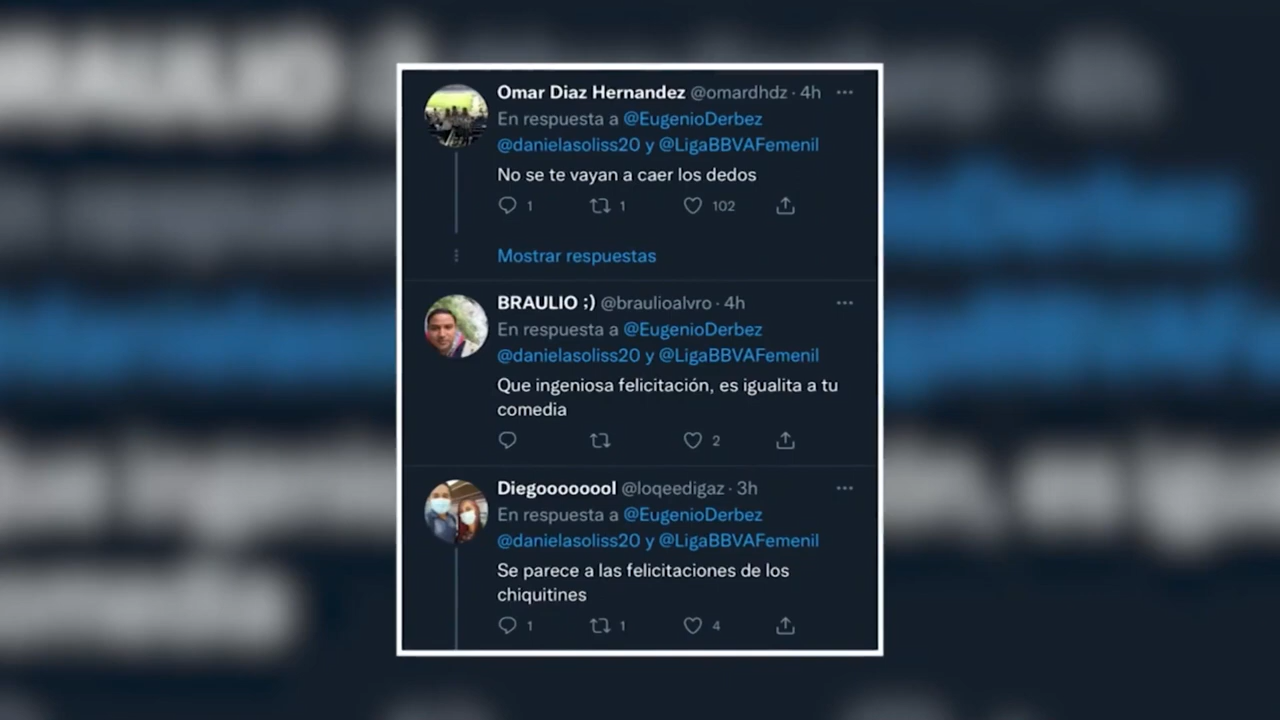 Omar Diaz Hernandez @omardhdz · 4h ...
En respuesta a @EugenioDerbez
@danielasoliss20 y @LigaBBVAFemenil
No se te vayan a caer los dedos
1 1 102
Mostrar respuestas
BRAULIO ;) @braulioalvro · 4h ...
En respuesta a @EugenioDerbez
@danielasoliss20 y @LigaBBVAFemenil
Que ingeniosa felicitación, es igualita a tu
comedia
2
Diegoooooool @loqeedigaz · 3h ...
En respuesta a @EugenioDerbez
@danielasoliss20 y @LigaBBVAFemenil
Se parece a las felicitaciones de los
chiquitines
1 1 4